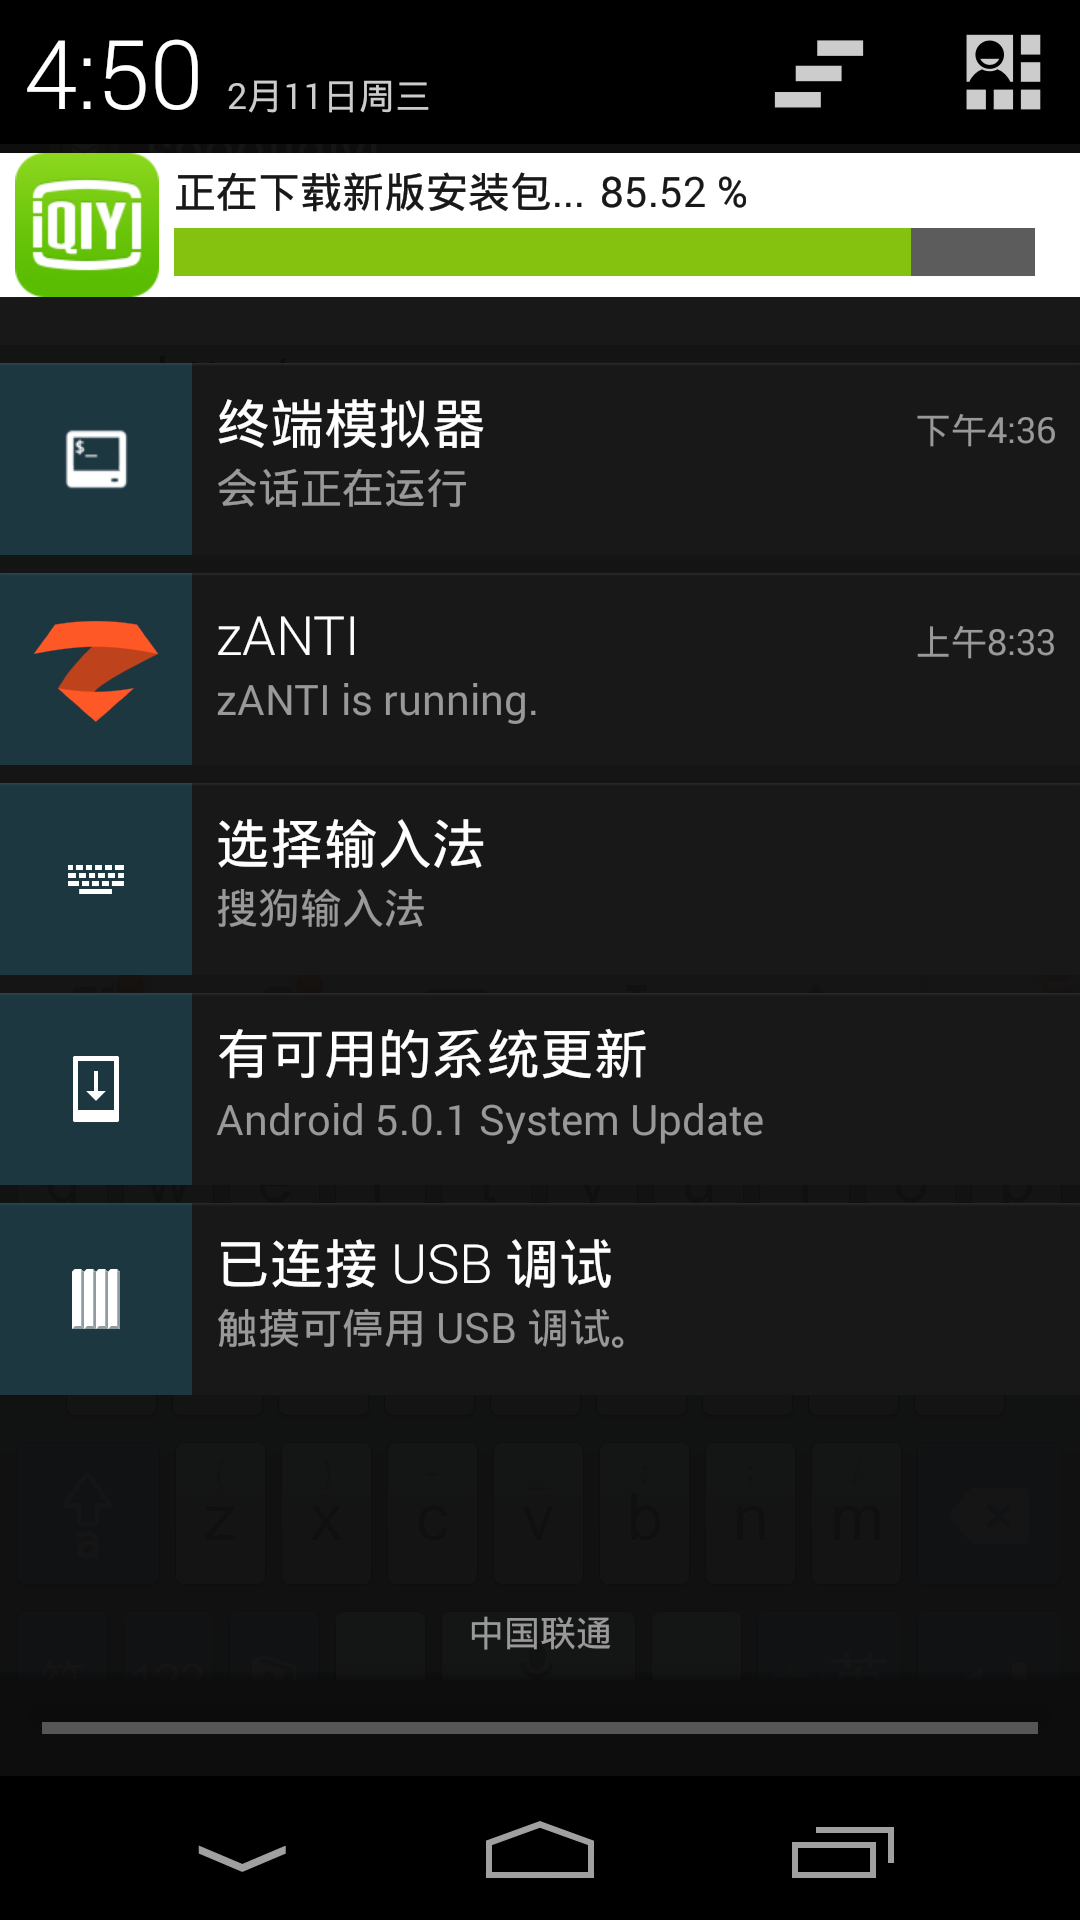 4:50 2月11日周三
iQIYI
正在下载新版安装包... 85.52 %
终端模拟器 下午4:36
会话正在运行
zANTI 上午8:33
zANTI is running.
选择输入法
搜狗输入法
有可用的系统更新
Android 5.0.1 System Update
已连接 USB 调试
触摸可停用 USB 调试。
z x c v b n m
中国联通